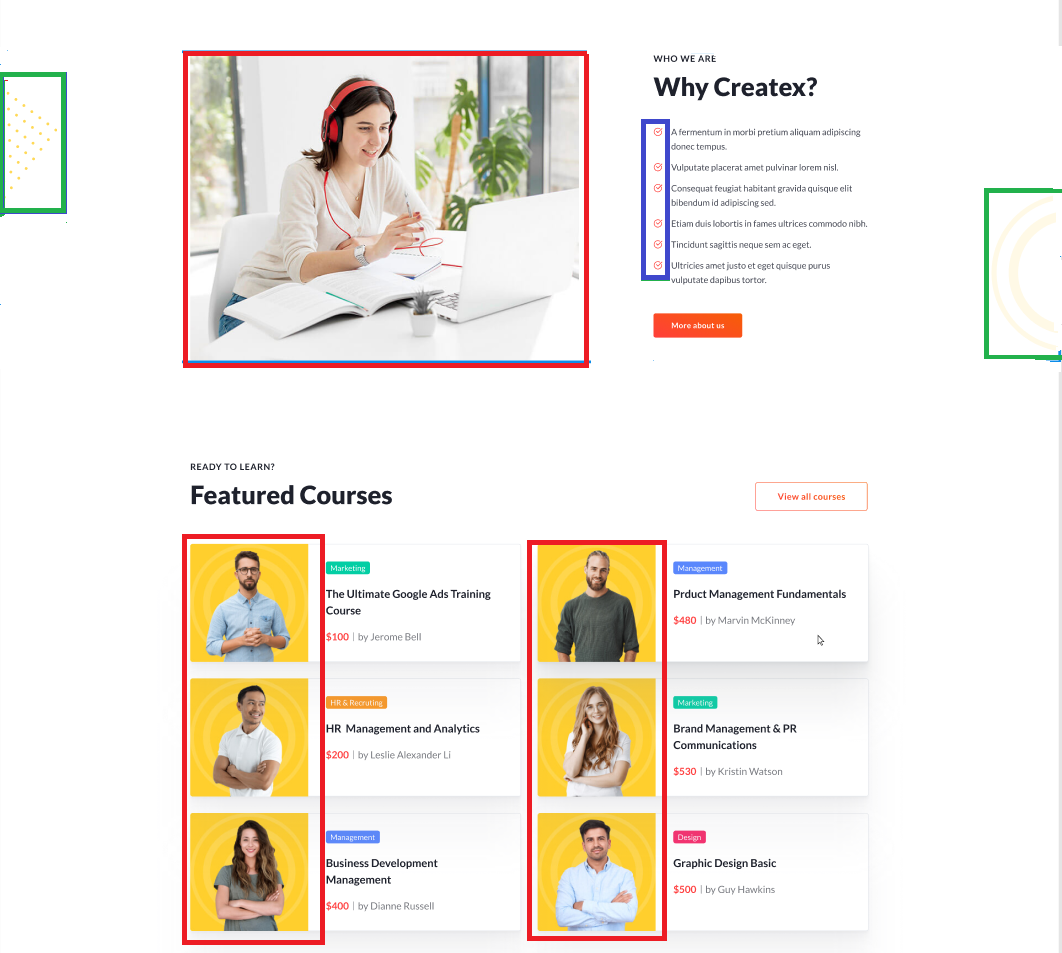 WHO WE ARE
Why Createx?
A fermentum in morbi pretium aliquam adipiscing
donec tempus.
Vulputate placerat amet pulvinar lorem nisl.
Consequat feugiat habitant gravida quisque elit
bibendum id adipiscing sed.
Etiam duis lobortis in fames ultrices commodo nibh.
Tincidunt sagittis neque sem ac eget.
Ultricies amet justo et eget quisque purus
vulputate dapibus tortor.
More about us
READY TO LEARN?
Featured Courses
View all courses
Marketing
The Ultimate Google Ads Training
Course
$100 | by Jerome Bell
Management
Prduct Management Fundamentals
$480 | by Marvin McKinney
HR & Recruting
HR Management and Analytics
$200 | by Leslie Alexander Li
Marketing
Brand Management & PR
Communications
$530 | by Kristin Watson
Management
Business Development
Management
$400 | by Dianne Russell
Design
Graphic Design Basic
$500 | by Guy Hawkins